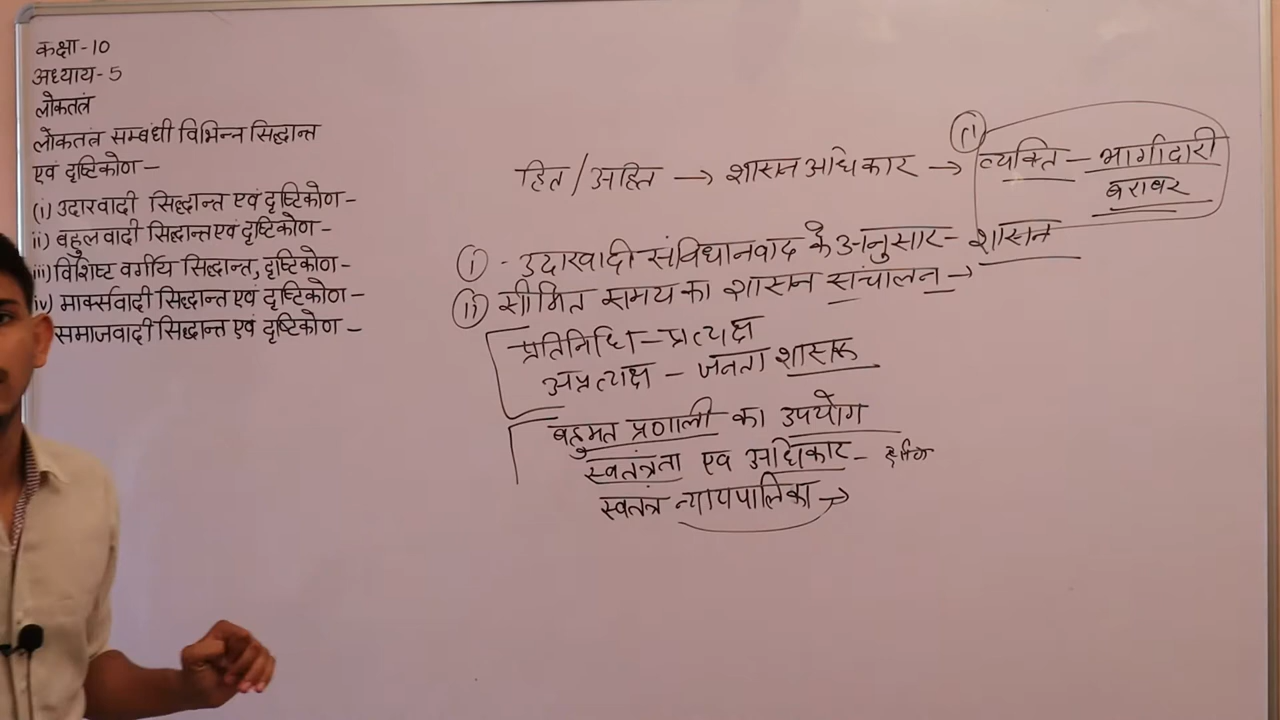 कक्षा-10
अध्याय-5
लोकतंत्र
लोकतंत्र सम्बंधी विभिन्न सिद्धान्त
एवं दृष्टिकोण -
(i) उदारवादी सिद्धान्त एवं दृष्टिकोण -
ii) बहुलवादी सिद्धान्त एवं दृष्टिकोण -
iii) विशिष्ट वर्गीय सिद्धान्त, दृष्टिकोण -
iv) मार्क्सवादी सिद्धान्त एवं दृष्टिकोण -
समाजवादी सिद्धान्त एवं दृष्टिकोण -
हित/अहित → शासन अधिकार → व्यक्ति - भागीदारी
बराबर
(i) - उदारवादी संविधानवाद के अनुसार - शासन
(ii) सीमित समय का शासन संचालन →
प्रतिनिधि - प्रत्यक्ष
अप्रत्यक्ष - जनता शासक
बहुमत प्रणाली का उपयोग
स्वतंत्रता एव अधिकार -
स्वतंत्र न्यायपालिका →